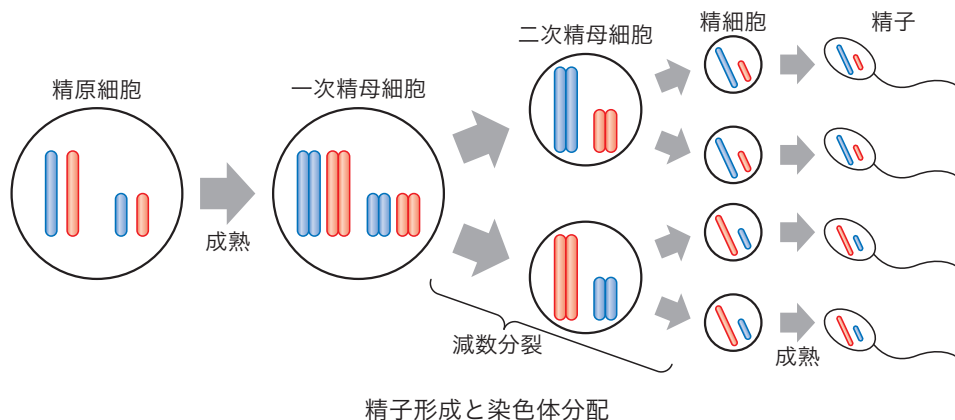 精原細胞
一次精母細胞
二次精母細胞
精細胞
精子
成熟
減数分裂
成熟
精子形成と染色体分配